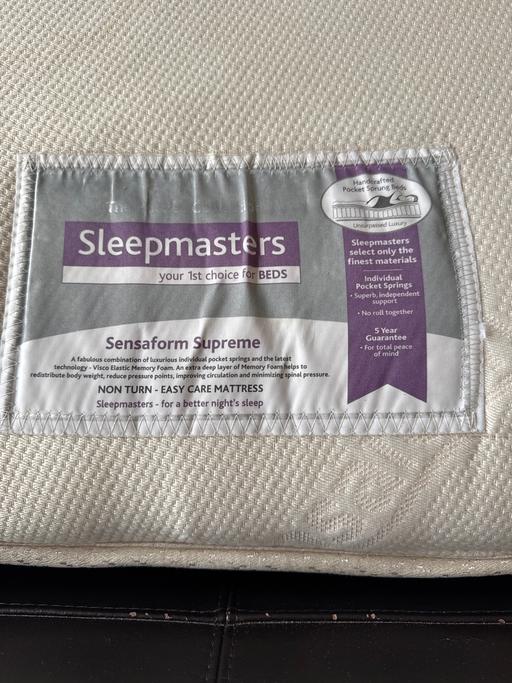 Sleepmasters
your 1st choice for BEDS
Sensaform Supreme
A fabulous combination of luxurious individual pocket springs and the latest
technology - Visco Elastic Memory Foam. An extra deep layer of Memory Foam helps to
redistribute body weight, reduce pressure points, improving circulation and minimizing spinal pressure.
NON TURN - EASY CARE MATTRESS
Sleepmasters - for a better night's sleep
Handcrafted
Pocket Sprung Beds
Unsurpassed Luxury
Sleepmasters
select only the
finest materials
Individual
Pocket Springs
• Superb, independent
support
• No roll together
5 Year
Guarantee
• For total peace
of mind